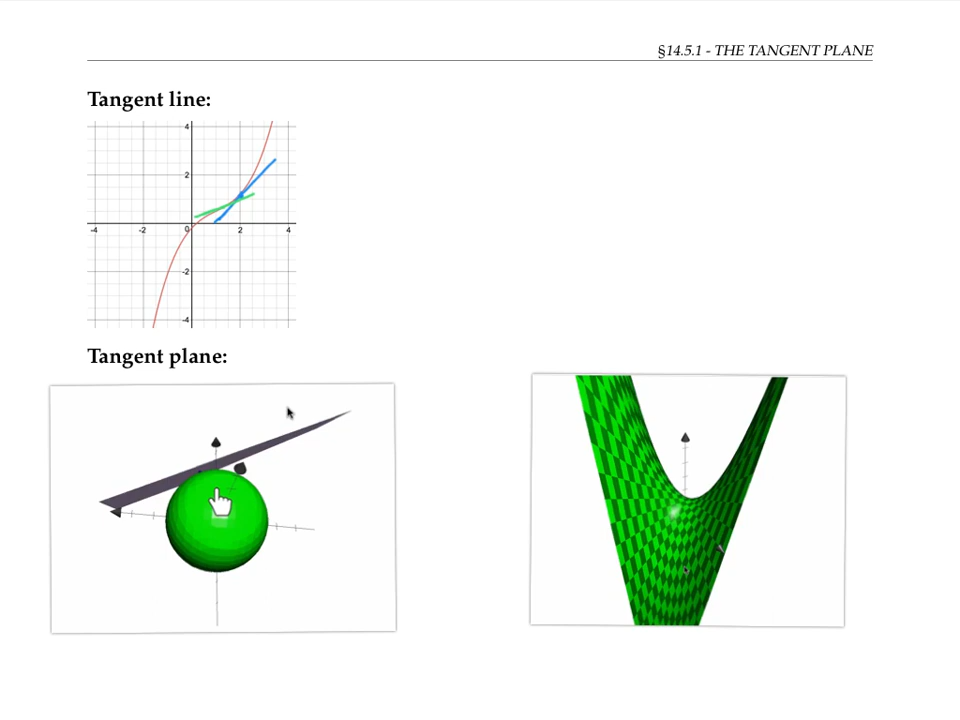 §14.5.1 - THE TANGENT PLANE
Tangent line:
4
2
-4 -2 0 2 4
-2
-4
Tangent plane: